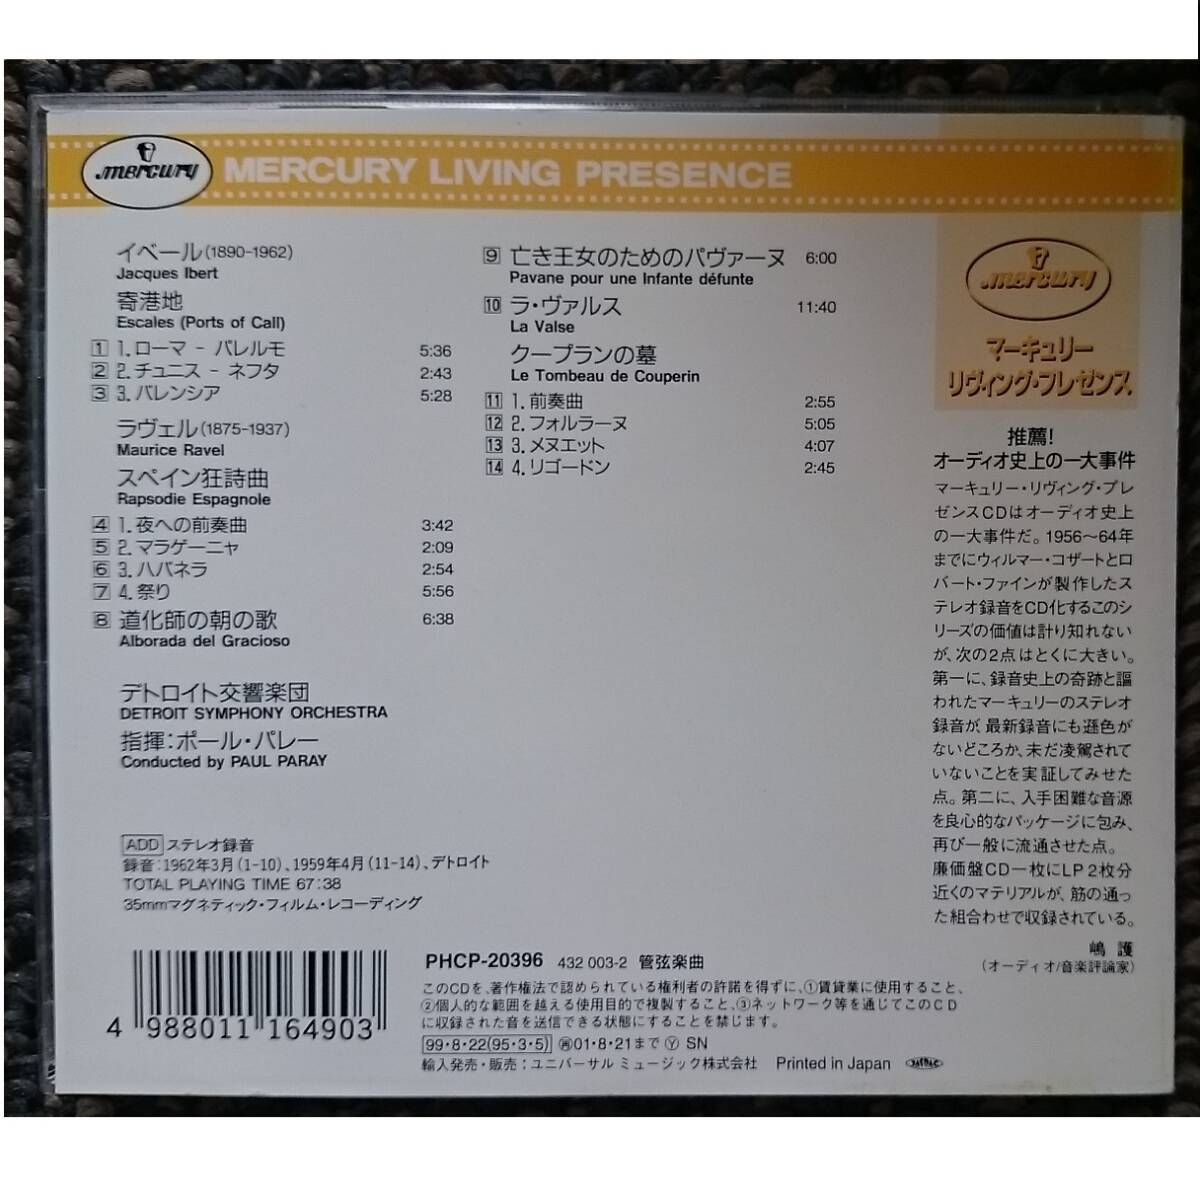 mercury
MERCURY LIVING PRESENCE
イベール(1890-1962)
Jacques Ibert
寄港地
Escales (Ports of Call)
1 1. ローマ - パレルモ 5:36
2 2. チュニス - ネフタ 2:43
3 3. バレンシア 5:28
ラヴェル(1875-1937)
Maurice Ravel
スペイン狂詩曲
Rapsodie Espagnole
4 1. 夜への前奏曲 3:42
5 2. マラゲーニャ 2:09
6 3. ハバネラ 2:54
7 4. 祭り 5:56
8 道化師の朝の歌 6:38
Alborada del Gracioso
デトロイト交響楽団
DETROIT SYMPHONY ORCHESTRA
指揮:ポール・パレー
Conducted by PAUL PARAY
ADD ステレオ録音
録音:1962年3月(1-10)、1959年4月(11-14)、デトロイト
TOTAL PLAYING TIME 67:38
35mmマグネティック・フィルム・レコーディング
9 亡き王女のためのパヴァーヌ 6:00
Pavane pour une Infante défunte
10 ラ・ヴァルス 11:40
La Valse
クープランの墓
Le Tombeau de Couperin
11 1. 前奏曲 2:55
12 2. フォルラーヌ 5:05
13 3. メヌエット 4:07
14 4. リゴードン 2:45
mercury
マーキュリー
リヴィング・プレゼンス
推薦!
オーディオ史上の一大事件
マーキュリー・リヴィング・プレ
ゼンスCDはオーディオ史上
の一大事件だ。1956〜64年
までにウィルマー・コザートとロ
バート・ファインが製作したス
テレオ録音をCD化するこのシ
リーズの価値は計り知れない
が、次の2点はとくに大きい。
第一に、録音史上の奇跡と謳
われたマーキュリーのステレオ
録音が、最新録音にも遜色が
ないどころか、未だ凌駕されて
いないことを実証してみせた
点。第二に、入手困難な音源
を良心的なパッケージに包み、
再び一般に流通させた点。
廉価盤CD一枚にLP2枚分
近くのマテリアルが、筋の通っ
た組合わせで収録されている。
嶋 護
(オーディオ/音楽評論家)
4 988011 164903
PHCP-20396 432 003-2 管弦楽曲
このCDを、著作権法で認められている権利者の許諾を得ずに、①賃貸業に使用すること、
②個人的な範囲を越える使用目的で複製すること、③ネットワーク等を通じてこのCD
に収録された音を送信できる状態にすることを禁じます。
99・8・22(95・3・5) 再01・8・21まで Ⓨ SN
輸入発売・販売:ユニバーサル ミュージック株式会社 Printed in Japan